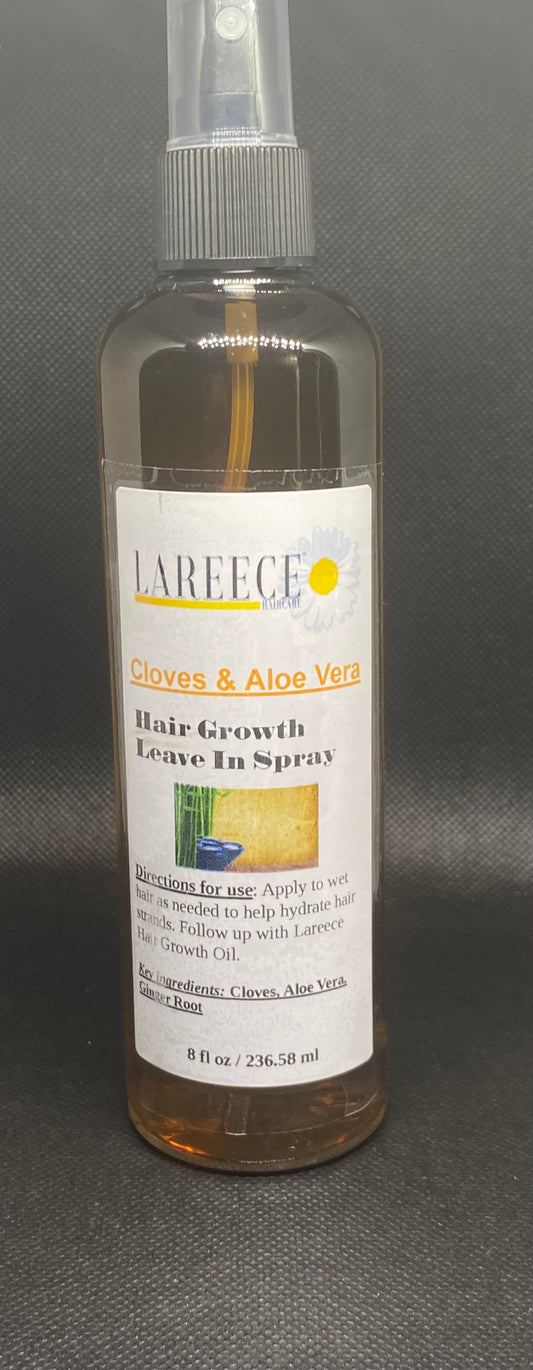 LAREECE
HAIRCARE
Cloves & Aloe Vera
Hair Growth
Leave In Spray
Directions for use: Apply to wet
hair as needed to help hydrate hair
strands. Follow up with Lareece
Hair Growth Oil.
Key ingredients: Cloves, Aloe Vera,
Ginger Root
8 fl oz / 236.58 ml